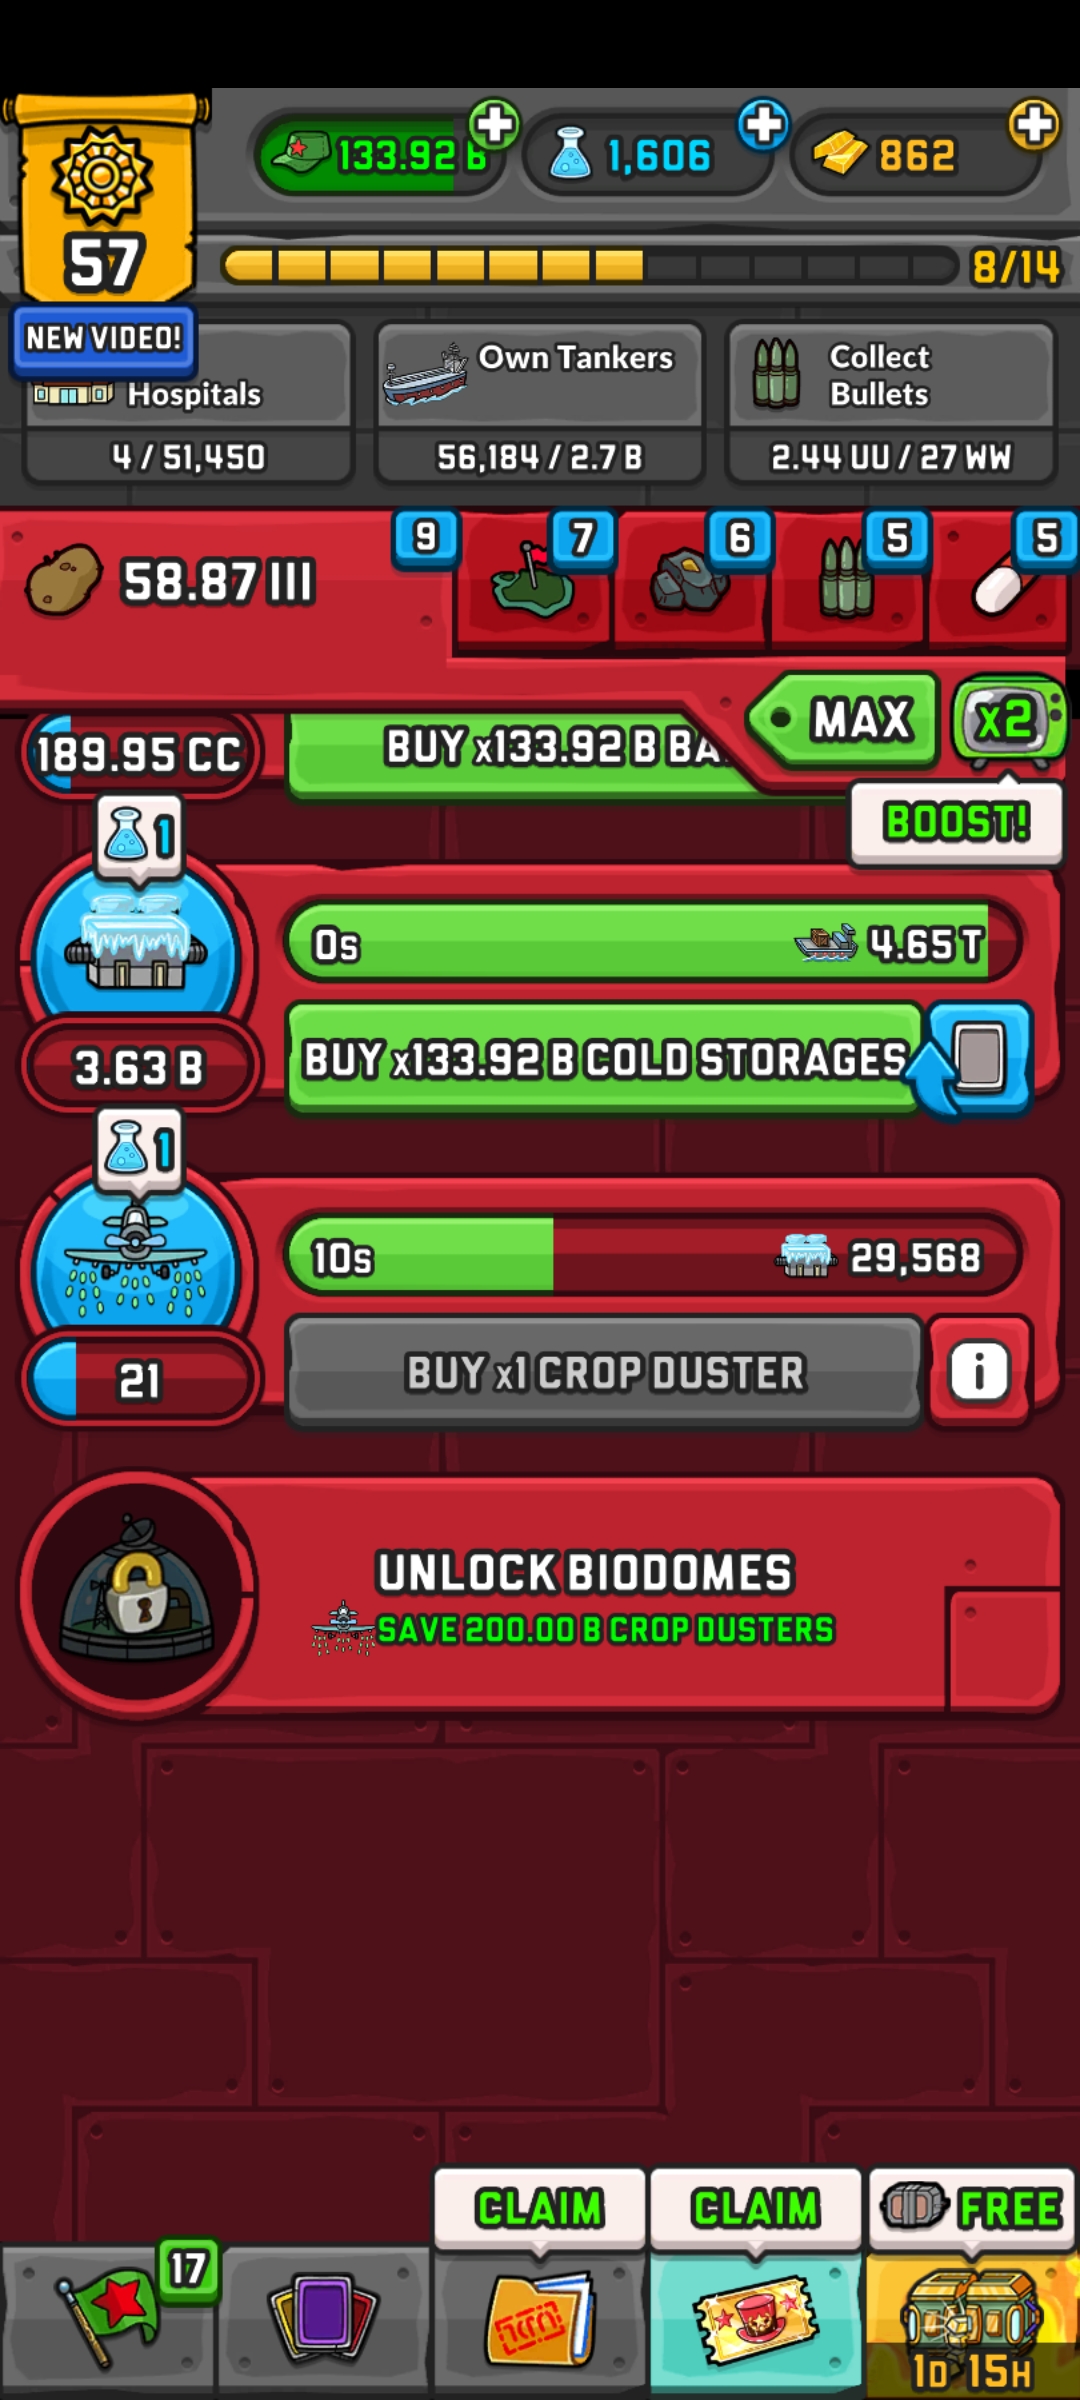 133.92 B
1,606
862
57
8/14
NEW VIDEO!
Hospitals
4 / 51,450
Own Tankers
56,184 / 2.7 B
Collect
Bullets
2.44 UU / 27 WW
58.87 III
9
7
6
5
5
MAX
x2
BOOST!
189.95 CC
BUY x133.92 B BA
1
0s
4.65 T
3.63 B
BUY x133.92 B COLD STORAGES
1
10s
29,568
21
BUY x1 CROP DUSTER
i
UNLOCK BIODOMES
SAVE 200.00 B CROP DUSTERS
17
CLAIM
CLAIM
FREE
1D 15H